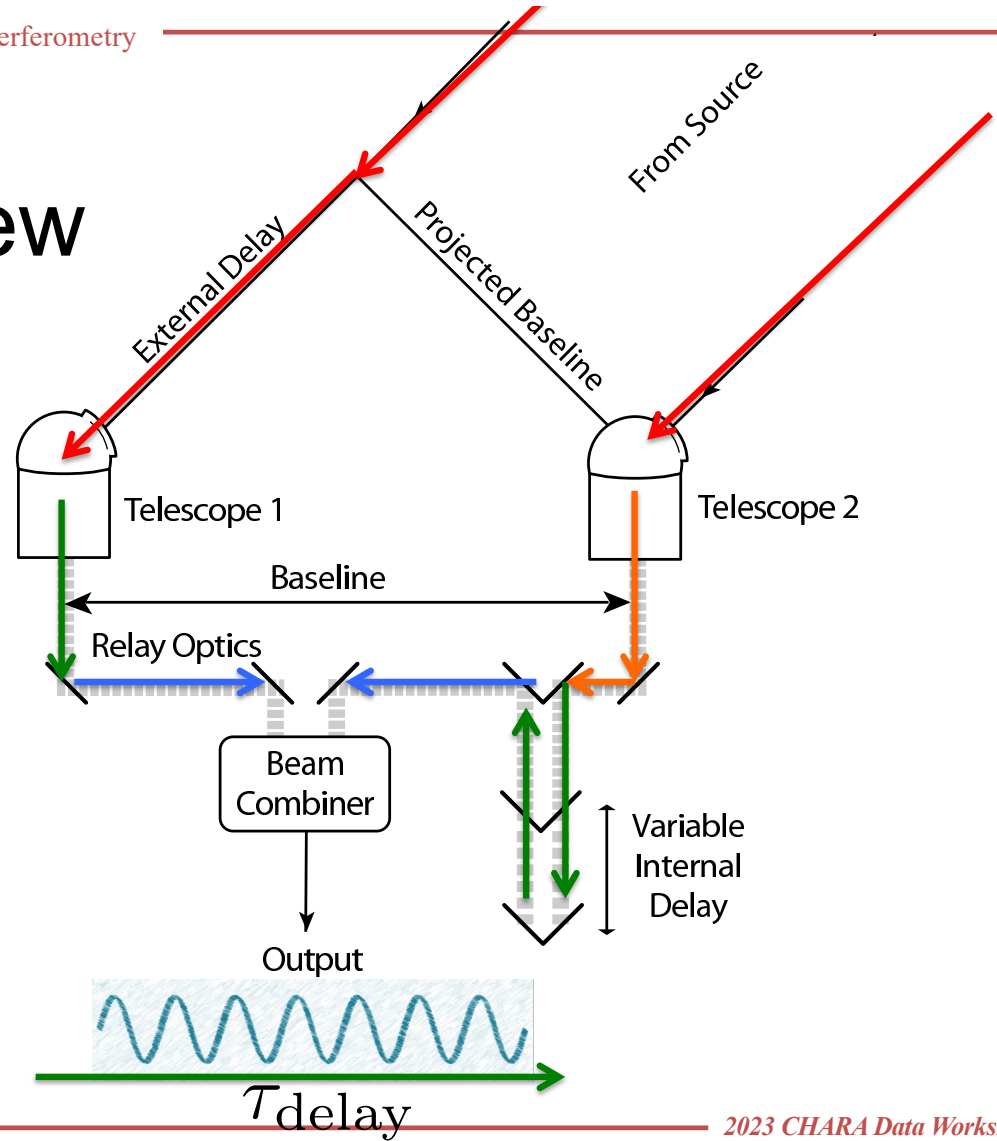 erferometry
ew
From Source
External Delay
Projected Baseline
Telescope 1
Telescope 2
Baseline
Relay Optics
Beam
Combiner
Variable
Internal
Delay
Output
τdelay
2023 CHARA Data Works